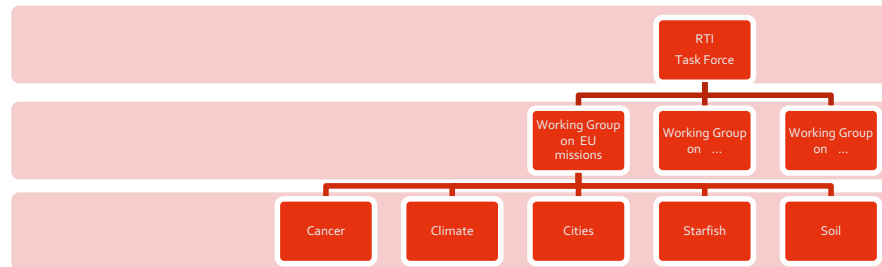 RTI
Task Force
Working Group
on EU
missions
Working Group
on ...
Working Group
on ...
Cancer
Climate
Cities
Starfish
Soil